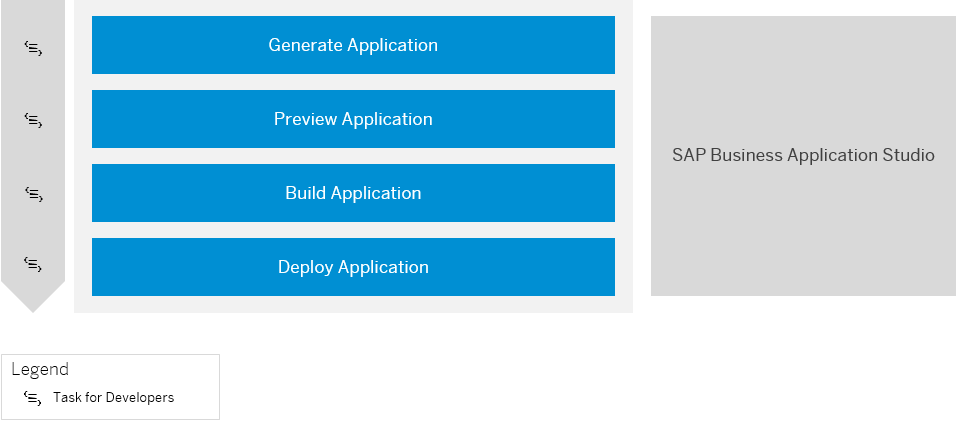 Generate Application
Preview Application
SAP Business Application Studio
Build Application
Deploy Application
Legend
Task for Developers